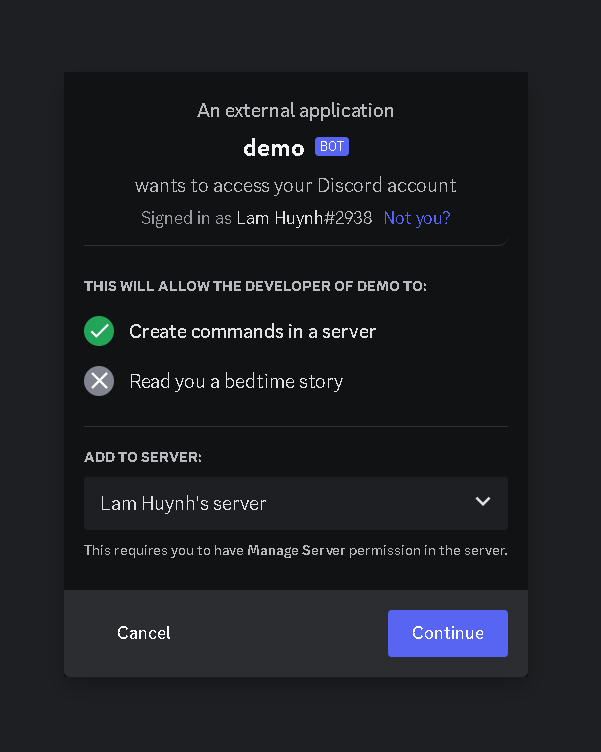 An external application
demo BOT
wants to access your Discord account
Signed in as Lam Huynh#2938 Not you?
THIS WILL ALLOW THE DEVELOPER OF DEMO TO:
Create commands in a server
Read you a bedtime story
ADD TO SERVER:
Lam Huynh's server
This requires you to have Manage Server permission in the server.
Cancel Continue